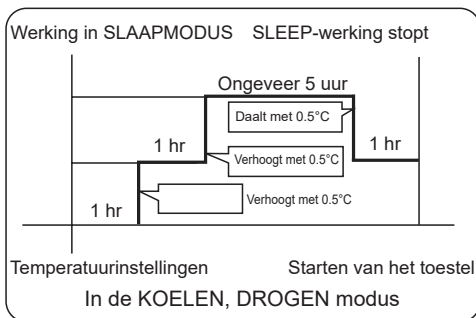 Werking in SLAAPMODUS SLEEP-werking stopt
Ongeveer 5 uur
Daalt met 0.5°C
1 hr 1 hr
Verhoogt met 0.5°C
1 hr Verhoogt met 0.5°C
Temperatuurinstellingen Starten van het toestel
In de KOELEN, DROGEN modus